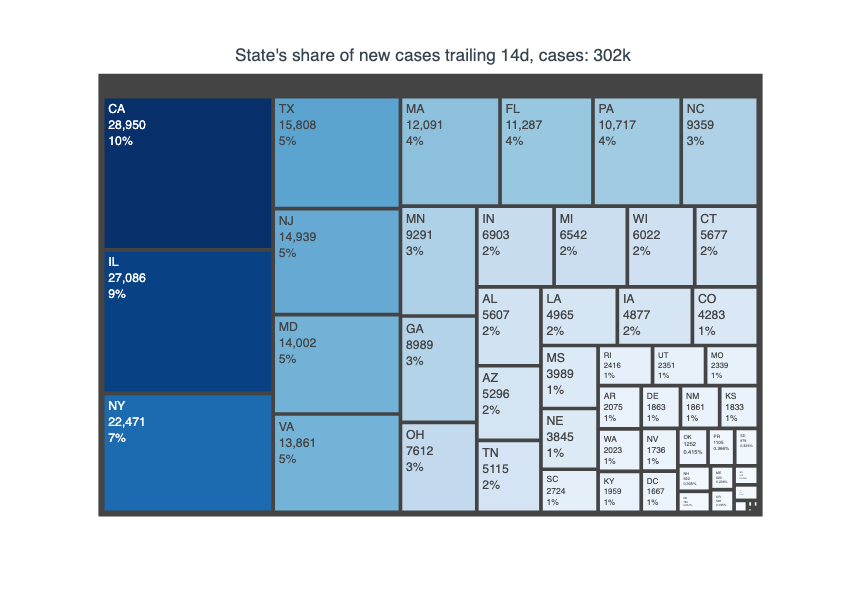 State's share of new cases trailing 14d, cases: 302k
CA
28,950
10%
IL
27,086
9%
NY
22,471
7%
TX
15,808
5%
NJ
14,939
5%
MD
14,002
5%
VA
13,861
5%
MA
12,091
4%
FL
11,287
4%
PA
10,717
4%
NC
9359
3%
MN
9291
3%
GA
8989
3%
OH
7612
3%
IN
6903
2%
MI
6542
2%
WI
6022
2%
CT
5677
2%
AL
5607
2%
AZ
5296
2%
TN
5115
2%
LA
4965
2%
IA
4877
2%
CO
4283
1%
MS
3989
1%
NE
3845
1%
SC
2724
1%
RI
2416
1%
UT
2351
1%
MO
2339
1%
AR
2075
1%
WA
2023
1%
KY
1959
1%
DE
1863
1%
NM
1861
1%
KS
1833
1%
NV
1736
1%
DC
1667
1%
OK
1252
0.415%
PR
NH